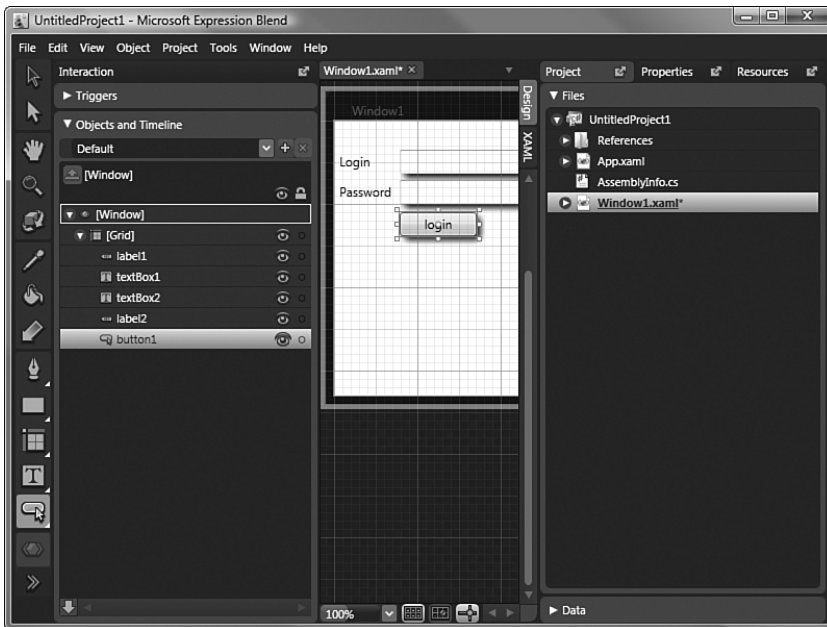 UntitledProject1 - Microsoft Expression Blend
File Edit View Object Project Tools Window Help
Interaction
Triggers
Objects and Timeline
Default
[Window]
[Window]
[Grid]
label1
textBox1
textBox2
label2
button1
Window1.xaml* ×
Window1
Login
Password
login
Design
XAML
100%
Project Properties Resources
Files
UntitledProject1
References
App.xaml
AssemblyInfo.cs
Window1.xaml*
Data